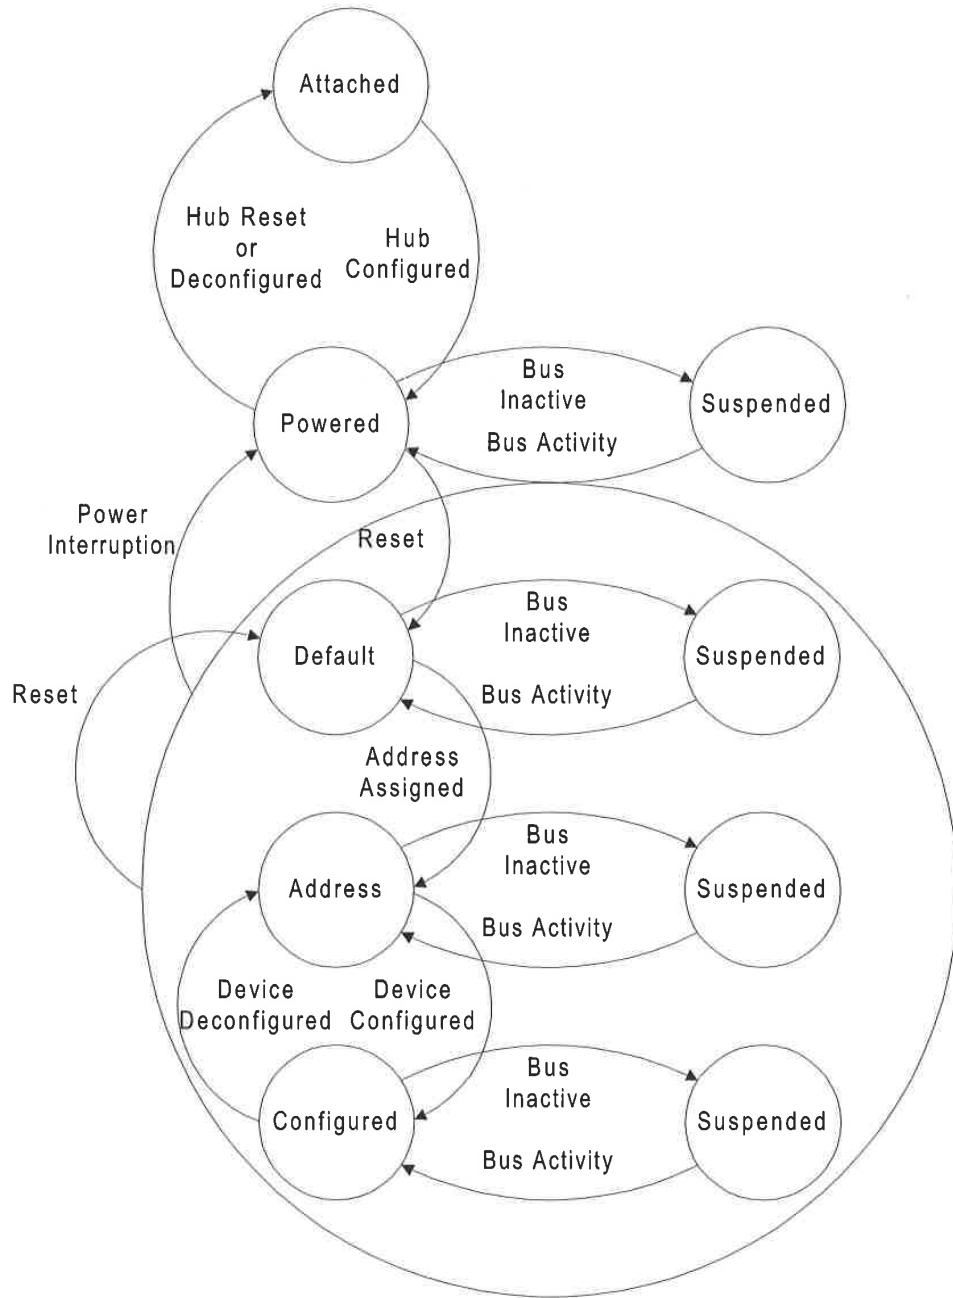 Attached
Hub Reset
or
Deconfigured
Hub
Configured
Powered
Bus
Inactive
Bus Activity
Suspended
Power
Interruption
Reset
Default
Bus
Inactive
Bus Activity
Suspended
Reset
Address
Assigned
Address
Bus
Inactive
Bus Activity
Suspended
Device
Deconfigured
Device
Configured
Configured
Bus
Inactive
Bus Activity
Suspended